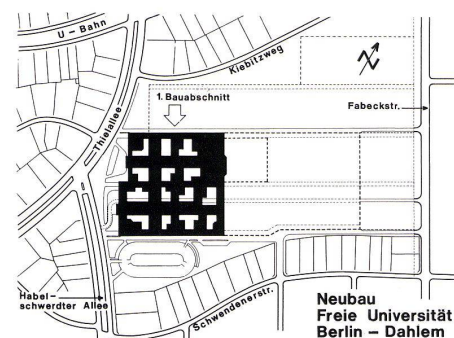 U – Bahn
Kiebitzweg
1. Bauabschnitt
Fabeckstr.
Thielallee
Habel–
schwerdter Allee
Schwendenerstr.
Neubau
Freie Universität
Berlin – Dahlem